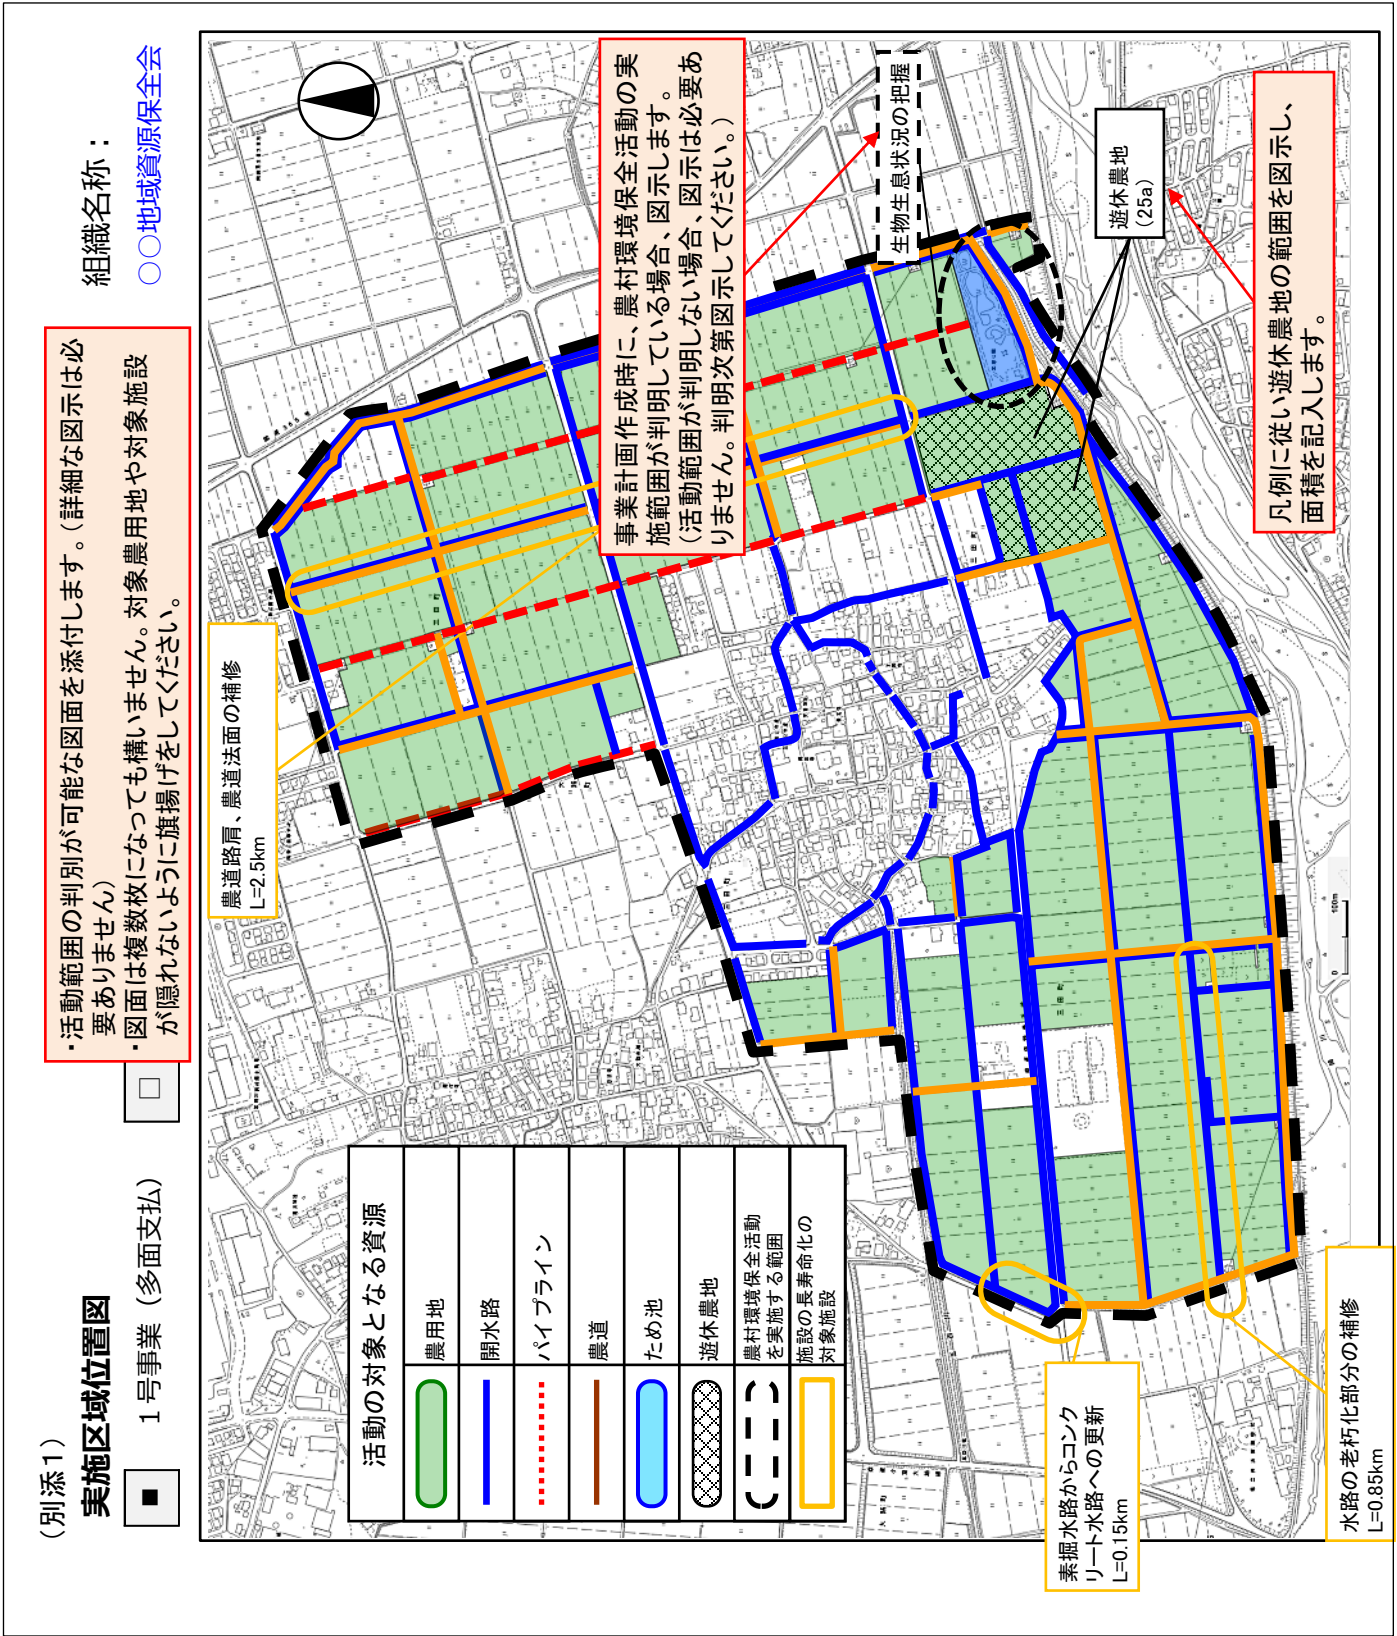 （別添１）
実施区域位置図
■
１号事業（多面支払）
□
・活動範囲の判別が可能な図面を添付します。（詳細な図示は必
要ありません）
・図面は複数枚になっても構いません。対象農用地や対象施設
が隠れないように旗揚げをしてください。
組織名称：
○○地域資源保全会
農道路肩、農道法面の補修
L=2.5km
事業計画作成時に、農村環境保全活動の実
施範囲が判明している場合、図示します。
（活動範囲が判明しない場合、図示は必要あ
りません。判明次第図示してください。）
生物生息状況の把握
遊休農地
（25a）
凡例に従い遊休農地の範囲を図示し、
面積を記入します。
活動の対象となる資源
農用地
開水路
パイプライン
農道
ため池
遊休農地
農村環境保全活動
を実施する範囲
施設の長寿命化の
対象施設
素掘水路からコンク
リート水路への更新
L=0.15km
水路の老朽化部分の補修
L=0.85km
0
100m